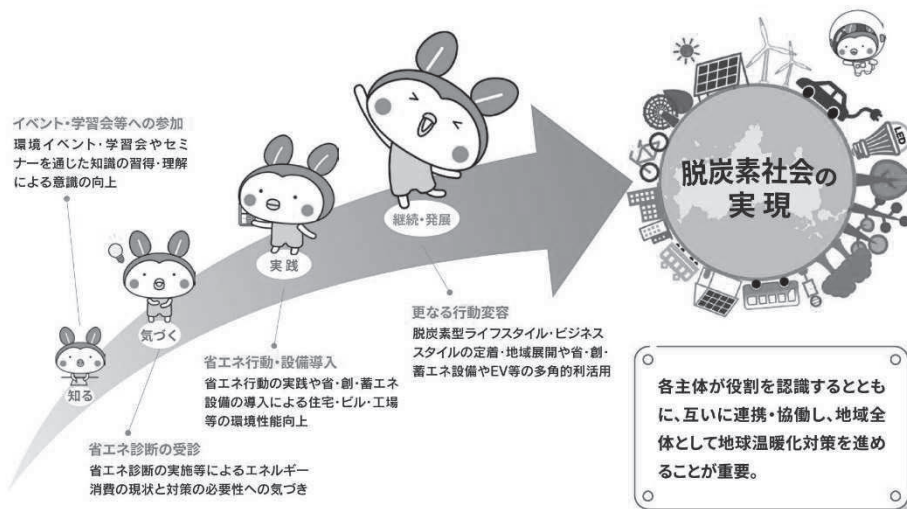 イベント・学習会等への参加
環境イベント・学習会やセミ
ナーを通じた知識の習得・理解
による意識の向上
知る
気づく
省エネ診断の受診
省エネ診断の実施等によるエネルギー
消費の現状と対策の必要性への気づき
実践
省エネ行動・設備導入
省エネ行動の実践や省・創・蓄エネ
設備の導入による住宅・ビル・工場
等の環境性能向上
継続・発展
更なる行動変容
脱炭素型ライフスタイル・ビジネス
スタイルの定着・地域展開や省・創・
蓄エネ設備やEV等の多角的利活用
脱炭素社会の
実現
LED
各主体が役割を認識するととも
に、互いに連携・協働し、地域全
体として地球温暖化対策を進め
ることが重要。